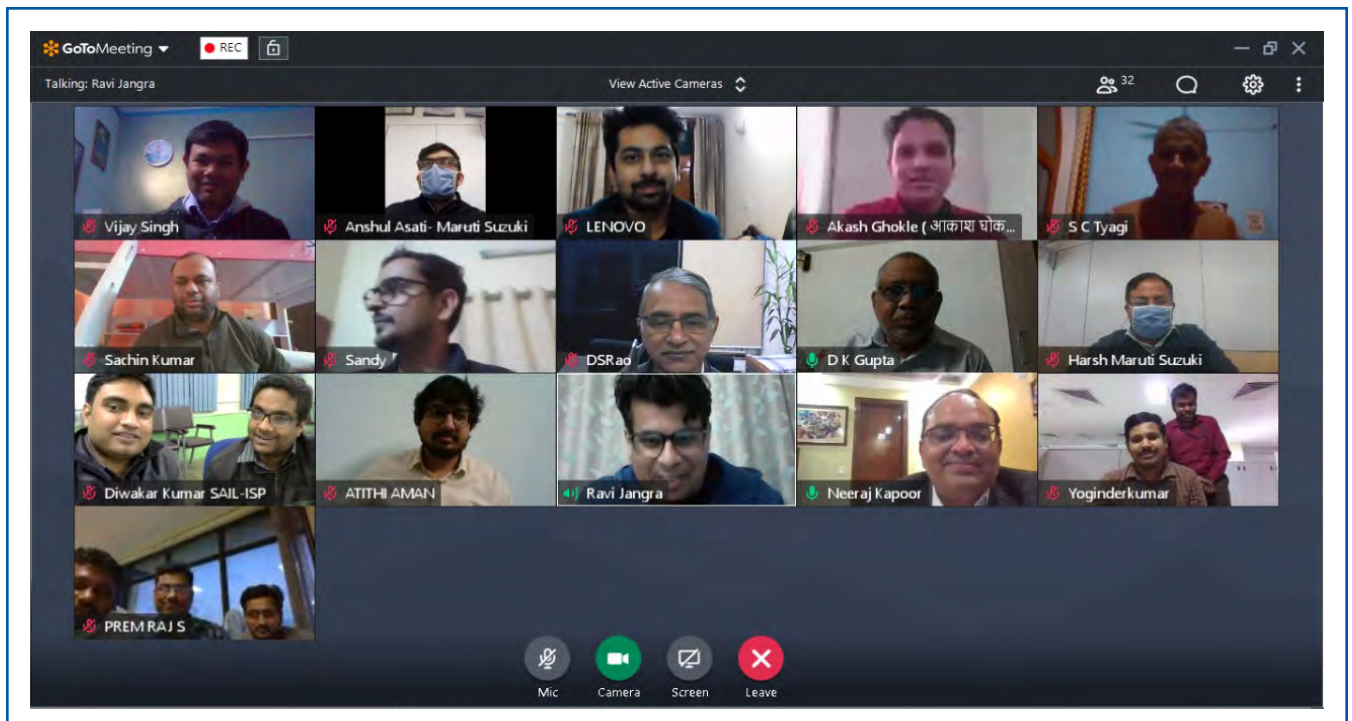 GoToMeeting
REC
Talking: Ravi Jangra
View Active Cameras
32
Vijay Singh
Anshul Asati- Maruti Suzuki
LENOVO
Akash Ghokle ( आकाश घोक...
S C Tyagi
Sachin Kumar
Sandy
DSRao
D K Gupta
Harsh Maruti Suzuki
Diwakar Kumar SAIL-ISP
ATITHI AMAN
Ravi Jangra
Neeraj Kapoor
Yoginderkumar
PREM RAJ S
Mic
Camera
Screen
Leave